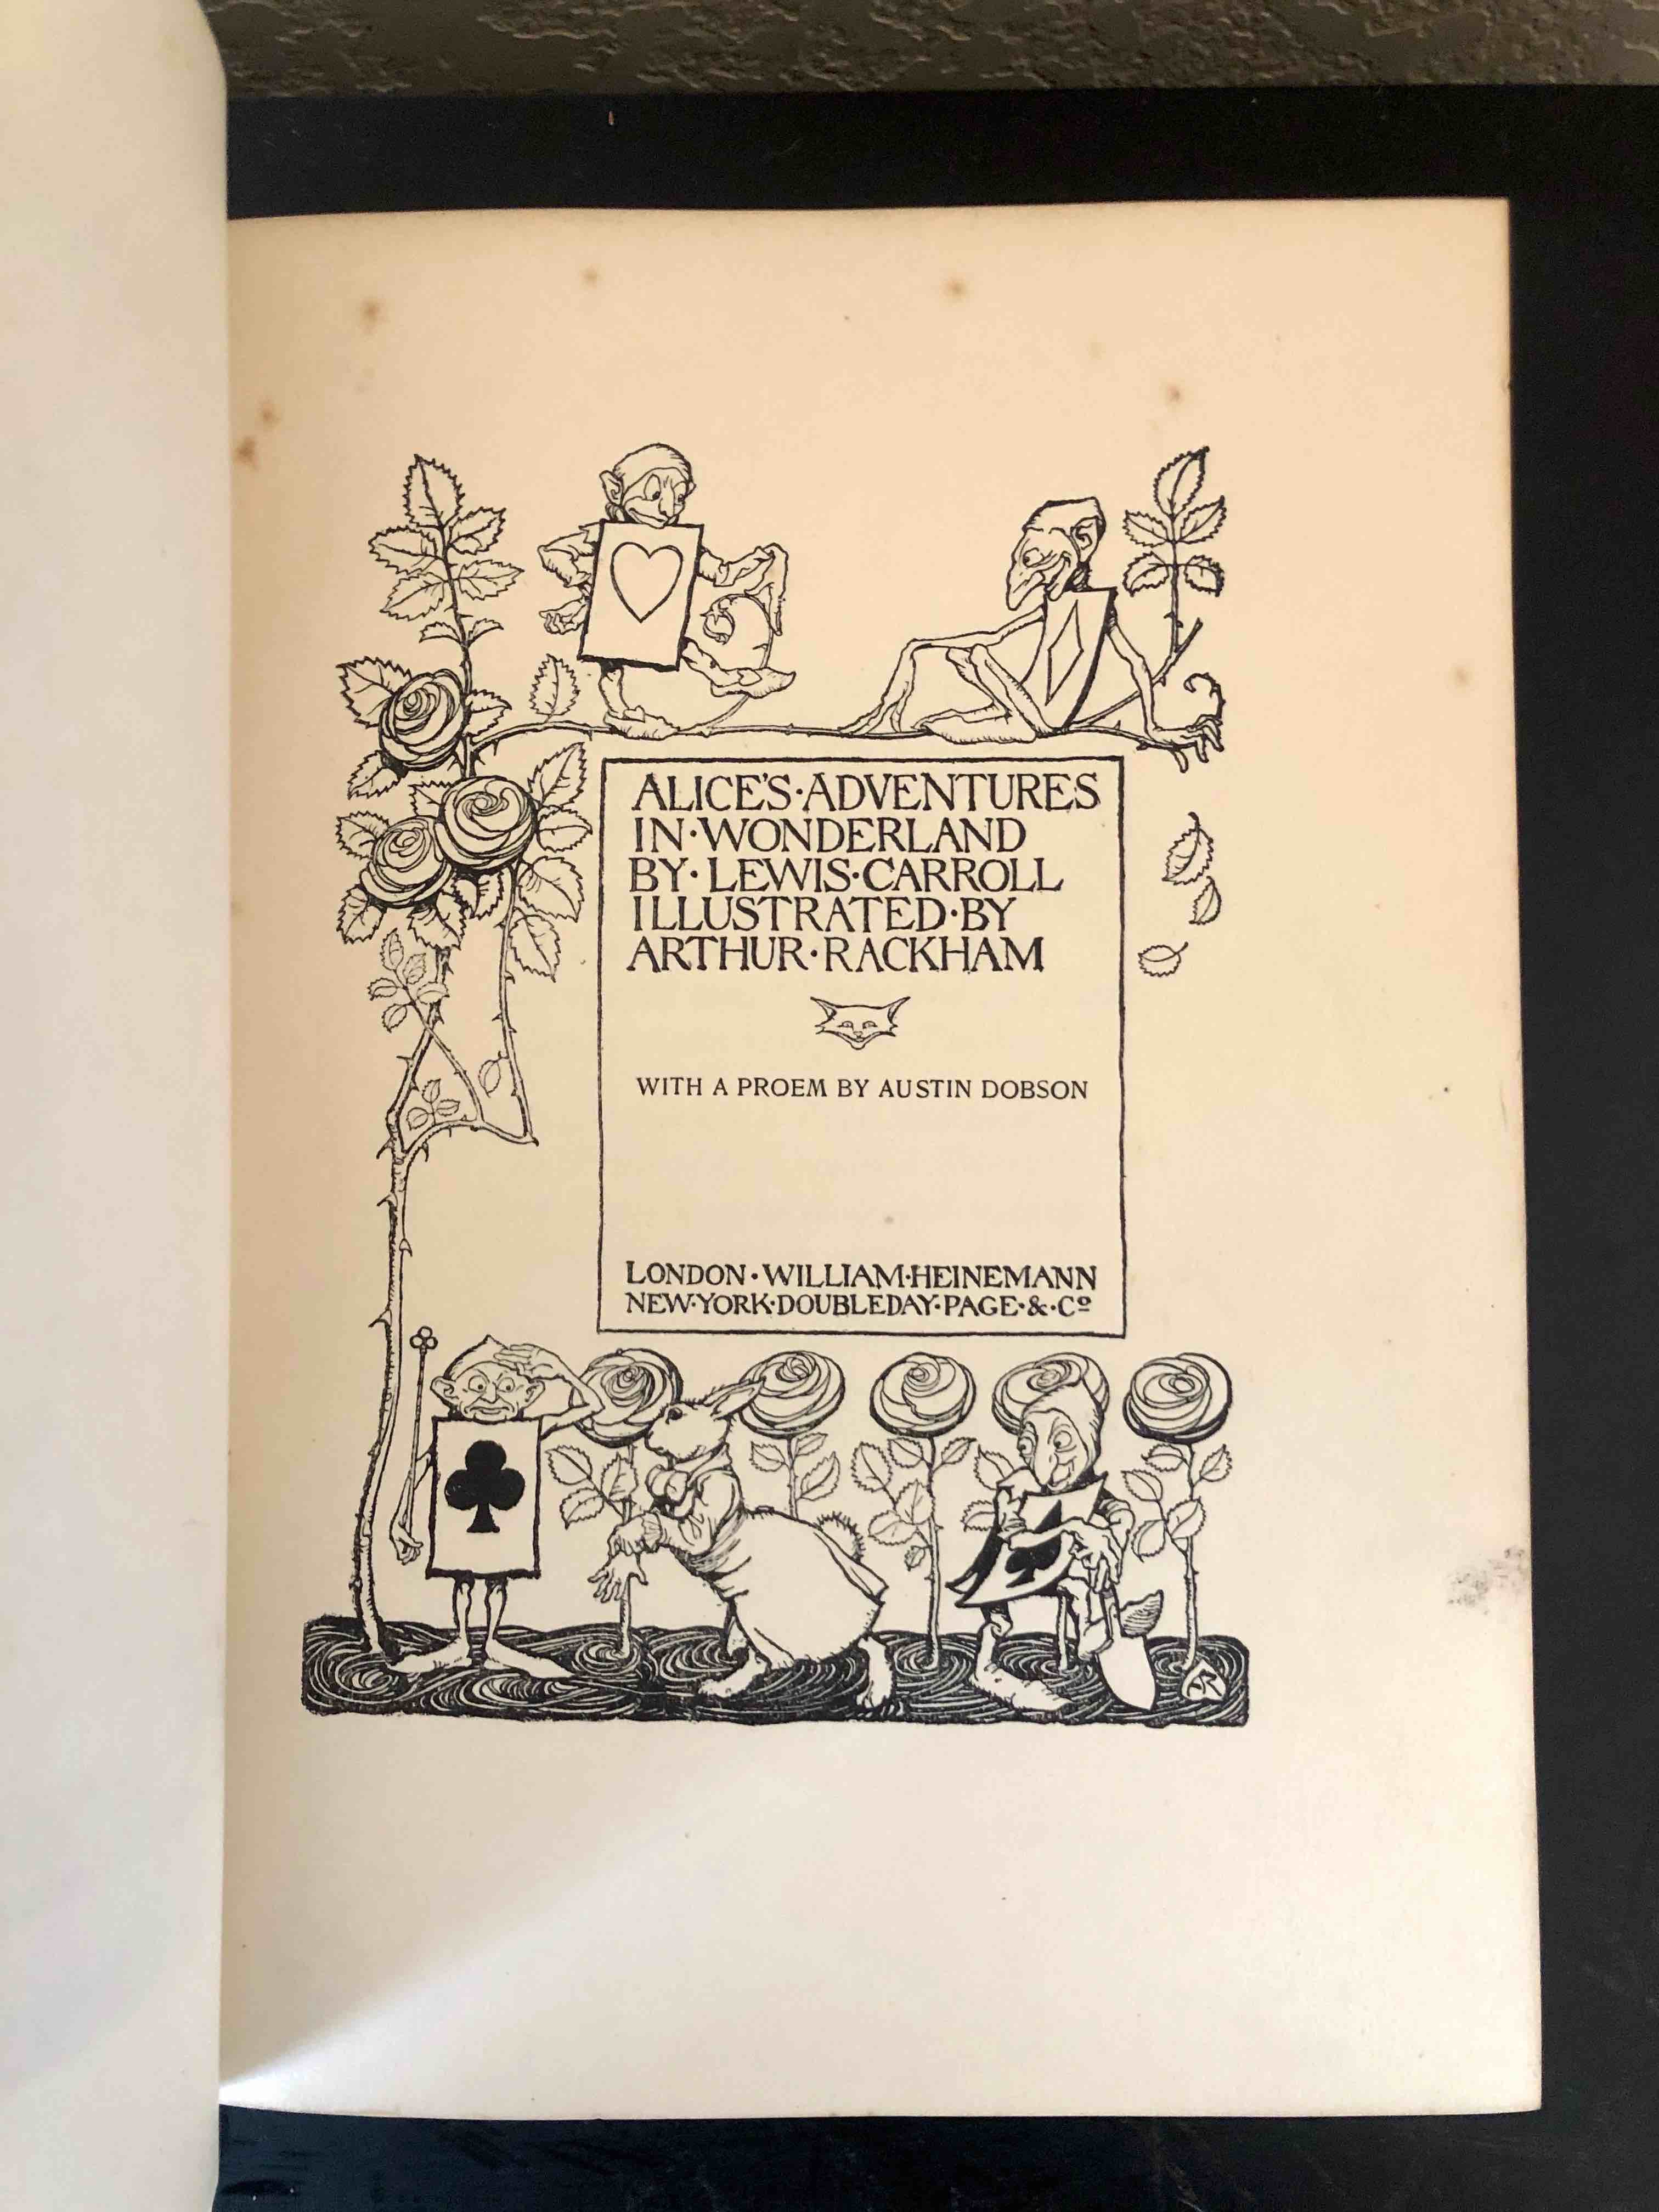 ALICE'S·ADVENTURES
IN·WONDERLAND
BY·LEWIS·CARROLL
ILLUSTRATED·BY
ARTHUR·RACKHAM
WITH A PROEM BY AUSTIN DOBSON
LONDON·WILLIAM·HEINEMANN
NEW·YORK·DOUBLEDAY·PAGE·&·Cº
AR